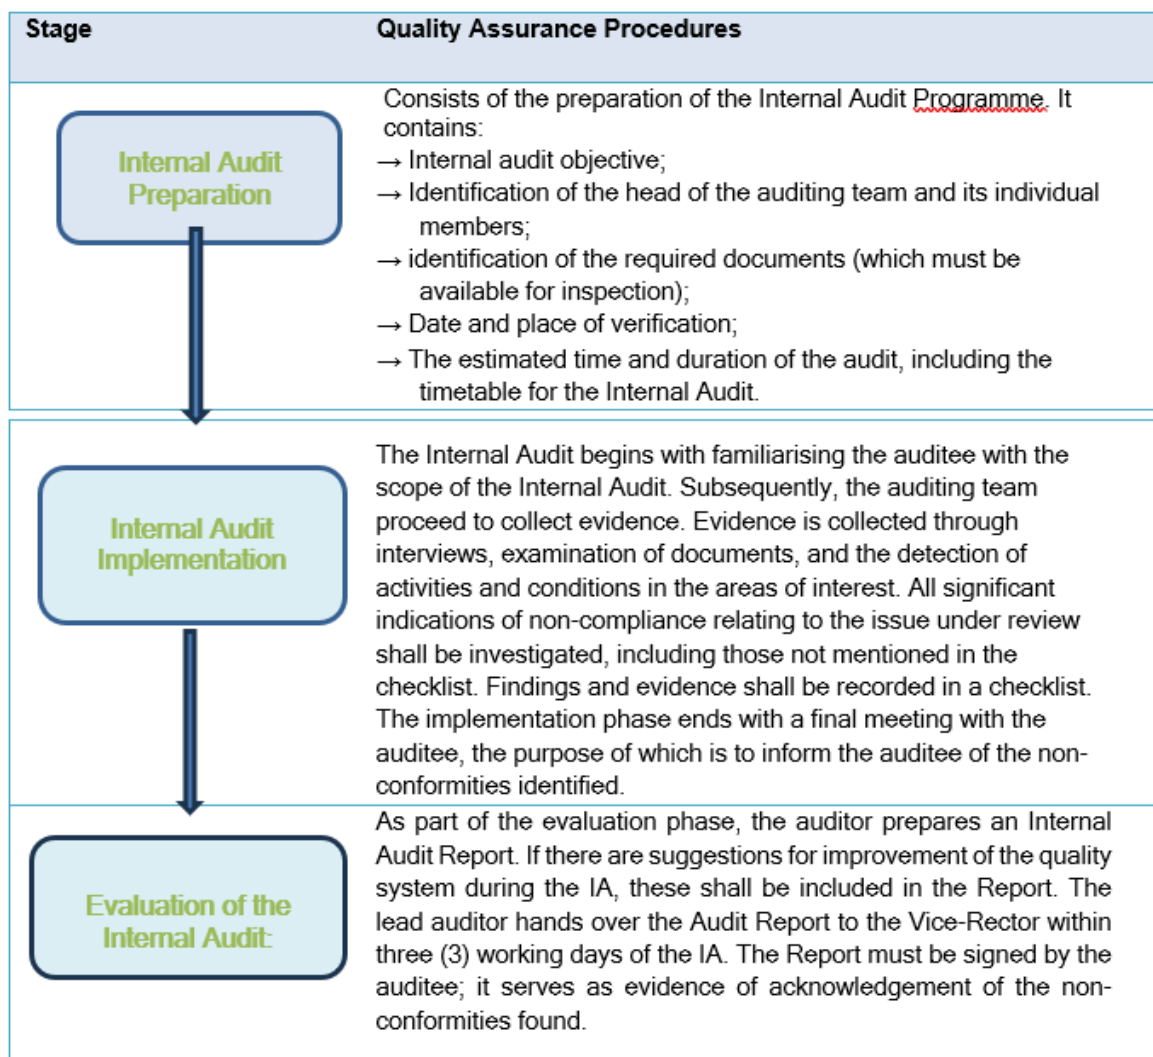 Stage
Quality Assurance Procedures
Internal Audit
Preparation
Consists of the preparation of the Internal Audit Programme. It
contains:
→ Internal audit objective;
→ Identification of the head of the auditing team and its individual
members;
→ identification of the required documents (which must be
available for inspection);
→ Date and place of verification;
→ The estimated time and duration of the audit, including the
timetable for the Internal Audit.
Internal Audit
Implementation
The Internal Audit begins with familiarising the auditee with the
scope of the Internal Audit. Subsequently, the auditing team
proceed to collect evidence. Evidence is collected through
interviews, examination of documents, and the detection of
activities and conditions in the areas of interest. All significant
indications of non-compliance relating to the issue under review
shall be investigated, including those not mentioned in the
checklist. Findings and evidence shall be recorded in a checklist.
The implementation phase ends with a final meeting with the
auditee, the purpose of which is to inform the auditee of the non-
conformities identified.
Evaluation of the
Internal Audit:
As part of the evaluation phase, the auditor prepares an Internal
Audit Report. If there are suggestions for improvement of the quality
system during the IA, these shall be included in the Report. The
lead auditor hands over the Audit Report to the Vice-Rector within
three (3) working days of the IA. The Report must be signed by the
auditee; it serves as evidence of acknowledgement of the non-
conformities found.